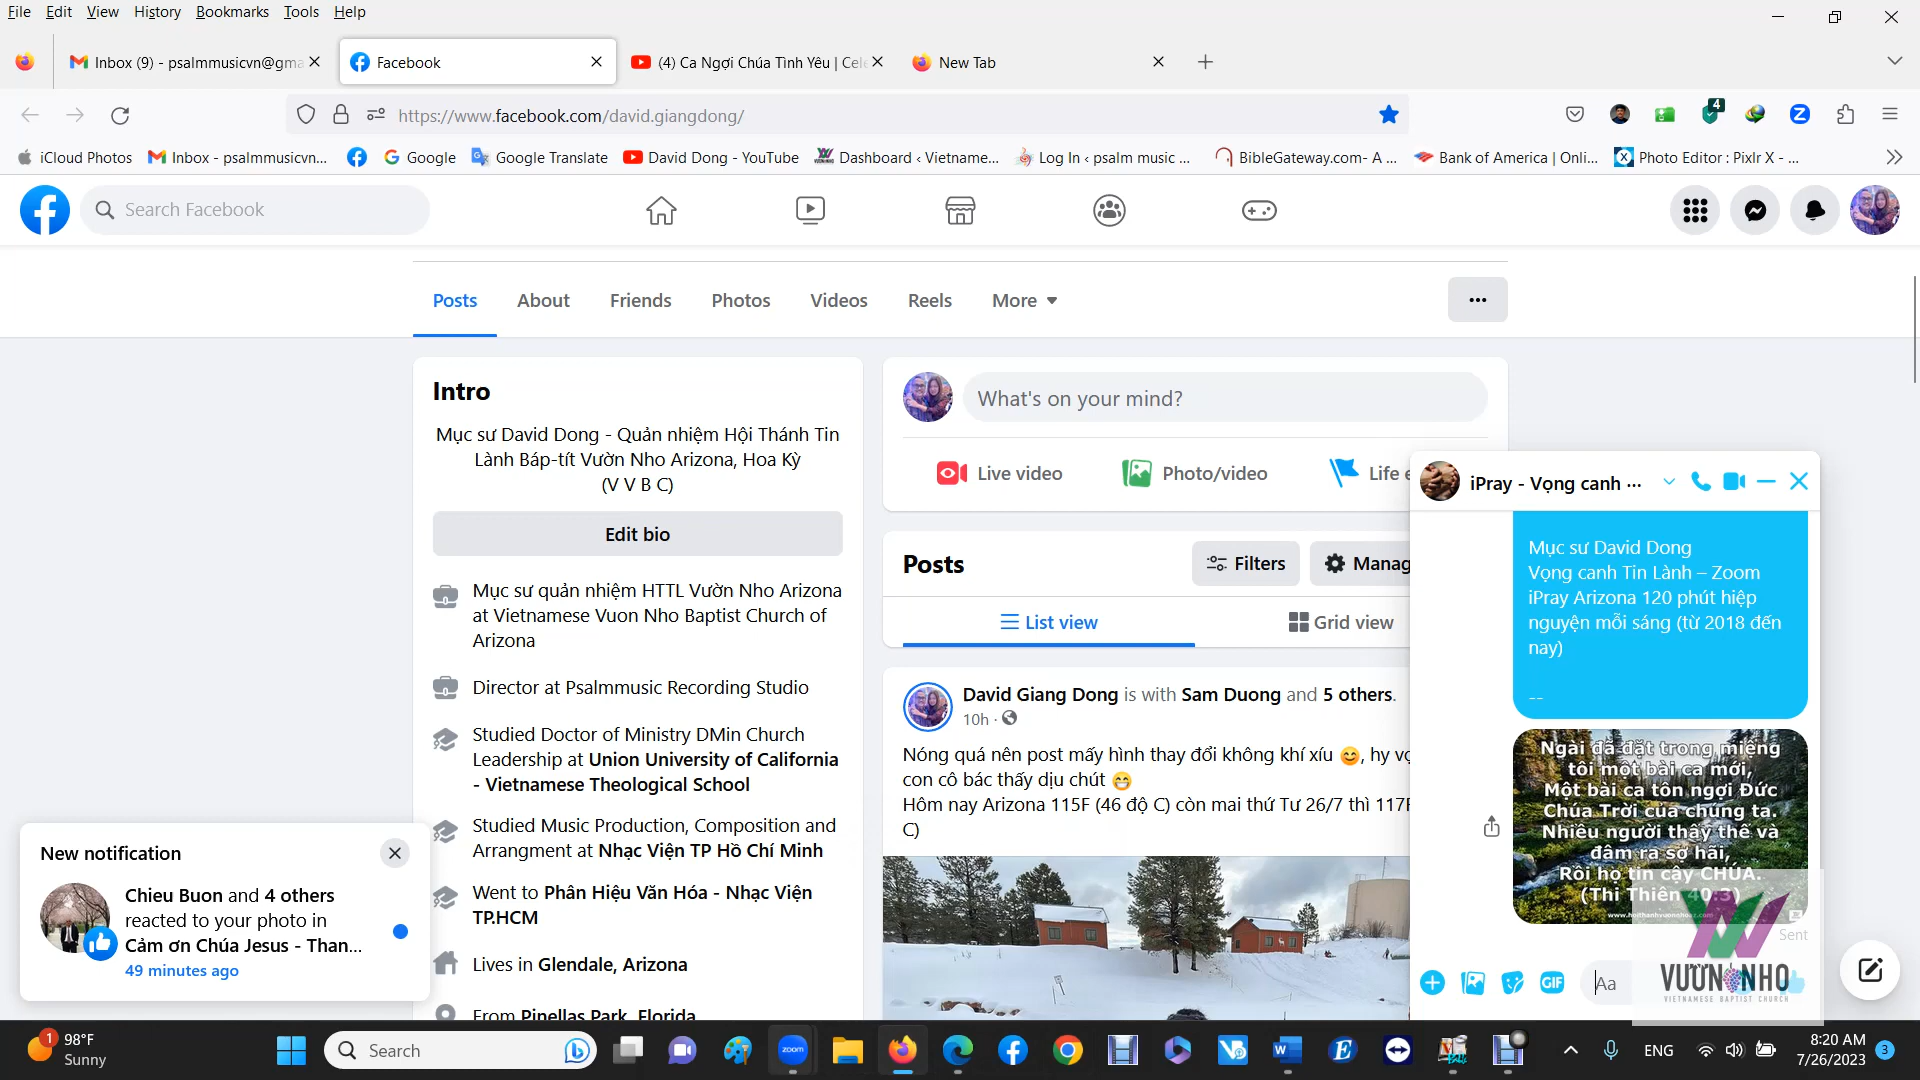 File Edit View History Bookmarks Tools Help
Inbox (9) - psalmmusicvn@gma
Facebook
(4) Ca Ngợi Chúa Tình Yêu | Cele
New Tab
https://www.facebook.com/david.giangdong/
4
iCloud Photos
Inbox - psalmmusicvn...
Google
Google Translate
David Dong - YouTube
Dashboard ‹ Vietname...
Log In ‹ psalm music ...
BibleGateway.com- A ...
Bank of America | Onli...
Photo Editor : Pixlr X - ...
Search Facebook
Posts About Friends Photos Videos Reels More
Intro
Mục sư David Dong - Quản nhiệm Hội Thánh Tin
Lành Báp-tít Vườn Nho Arizona, Hoa Kỳ
(V V B C)
Edit bio
Mục sư quản nhiệm HTTL Vườn Nho Arizona
at Vietnamese Vuon Nho Baptist Church of
Arizona
Director at Psalmmusic Recording Studio
Studied Doctor of Ministry DMin Church
Leadership at Union University of California
- Vietnamese Theological School
Studied Music Production, Composition and
Arrangment at Nhạc Viện TP Hồ Chí Minh
Went to Phân Hiệu Văn Hóa - Nhạc Viện
TP.HCM
Lives in Glendale, Arizona
From Pinellas Park, Florida
What's on your mind?
Live video
Photo/video
Life e
Posts
Filters
Manag
List view
Grid view
David Giang Dong is with Sam Duong and 5 others.
10h ·
Nóng quá nên post mấy hình thay đổi không khí xíu 😊, hy vọ
con cô bác thấy dịu chút 😁
Hôm nay Arizona 115F (46 độ C) còn mai thứ Tư 26/7 thì 117F
C)
iPray - Vọng canh ...
Mục sư David Dong
Vọng canh Tin Lành – Zoom
iPray Arizona 120 phút hiệp
nguyện mỗi sáng (từ 2018 đến
nay)
--
Ngài đã đặt trong miệng
tôi một bài ca mới,
Một bài ca tôn ngợi Đức
Chúa Trời của chúng ta.
Nhiều người thấy thế và
đâm ra sợ hãi,
Rồi họ tin cậy CHÚA.
(Thi Thiên 40:3)
Sent
GIF
Aa
VƯỜN NHO
VIETNAMESE BAPTIST CHURCH
New notification
Chieu Buon and 4 others
reacted to your photo in
Cảm ơn Chúa Jesus - Than...
49 minutes ago
1
98°F
Sunny
Search
zoom
ENG
8:20 AM
7/26/2023
3